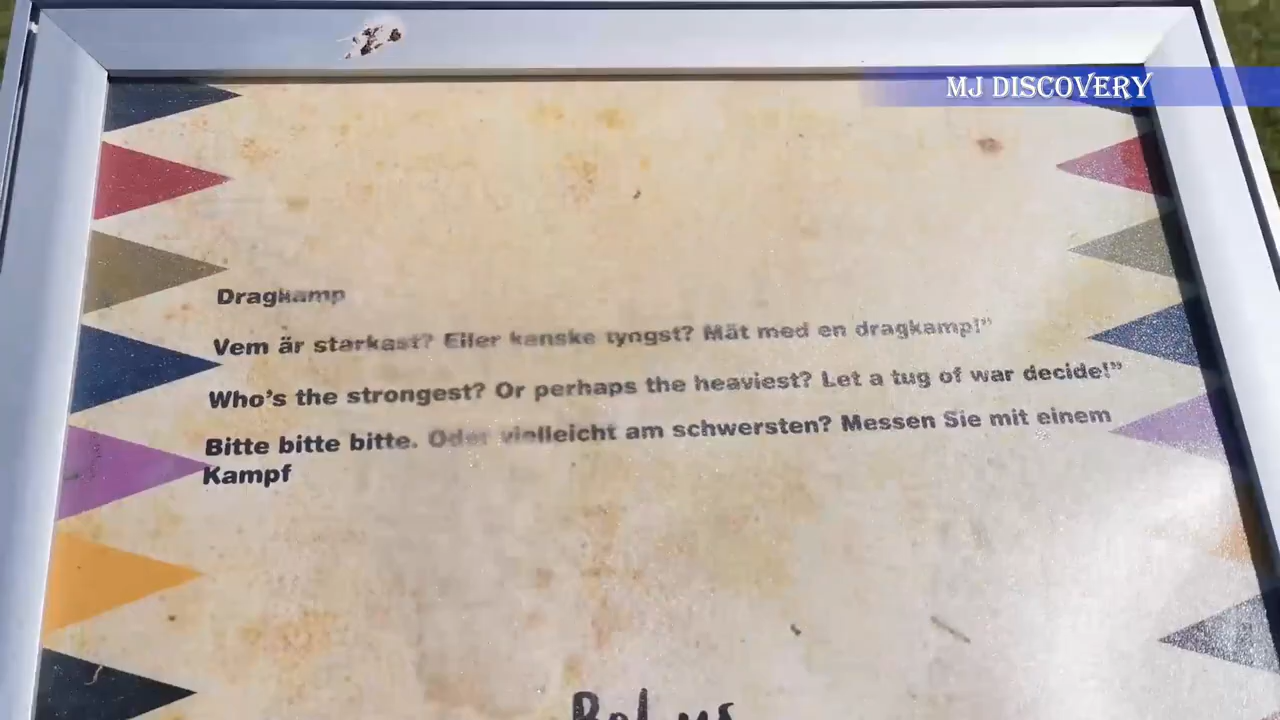 MJ DISCOVERY
Dragkamp
Vem är starkast? Eller kanske tyngst? Mät med en dragkamp!”
Who’s the strongest? Or perhaps the heaviest? Let a tug of war decide!”
Bitte bitte bitte. Oder vielleicht am schwersten? Messen Sie mit einem
Kampf